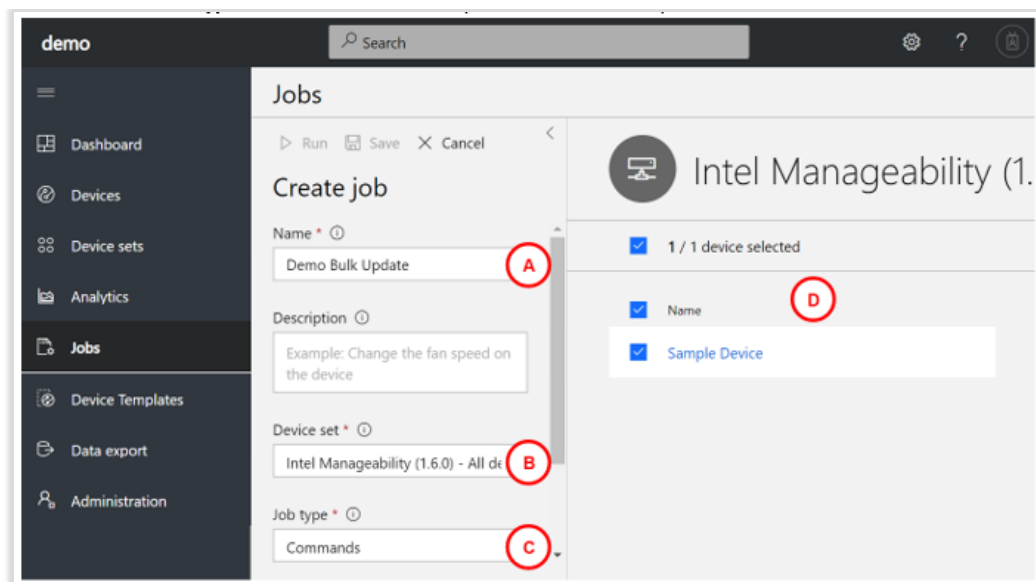 demo
Search
?
Jobs
Dashboard
Devices
Device sets
Analytics
Jobs
Device Templates
Data export
Administration
Run Save Cancel
Create job
Name *
Demo Bulk Update
A
Description
Example: Change the fan speed on
the device
Device set *
Intel Manageability (1.6.0) - All de
B
Job type *
Commands
C
Intel Manageability (1.
1 / 1 device selected
Name
D
Sample Device